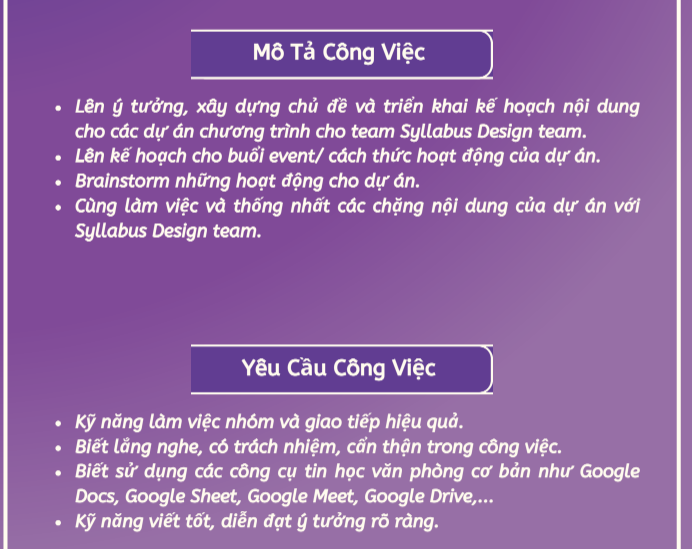 Mô Tả Công Việc
• Lên ý tưởng, xây dựng chủ đề và triển khai kế hoạch nội dung
cho các dự án chương trình cho team Syllabus Design team.
• Lên kế hoạch cho buổi event/ cách thức hoạt động của dự án.
• Brainstorm những hoạt động cho dự án.
• Cùng làm việc và thống nhất các chặng nội dung của dự án với
Syllabus Design team.
Yêu Cầu Công Việc
• Kỹ năng làm việc nhóm và giao tiếp hiệu quả.
• Biết lắng nghe, có trách nhiệm, cẩn thận trong công việc.
• Biết sử dụng các công cụ tin học văn phòng cơ bản như Google
Docs, Google Sheet, Google Meet, Google Drive,...
• Kỹ năng viết tốt, diễn đạt ý tưởng rõ ràng.